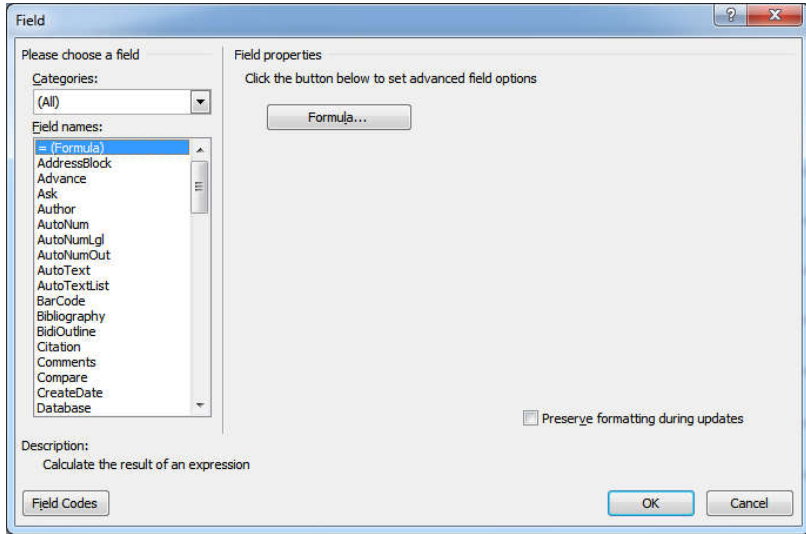 Field
Please choose a field
Categories:
(All)
Field names:
= (Formula)
AddressBlock
Advance
Ask
Author
AutoNum
AutoNumLgl
AutoNumOut
AutoText
AutoTextList
BarCode
Bibliography
BidiOutline
Citation
Comments
Compare
CreateDate
Database
Field properties
Click the button below to set advanced field options
Formula...
Preserve formatting during updates
Description:
Calculate the result of an expression
Field Codes
OK
Cancel